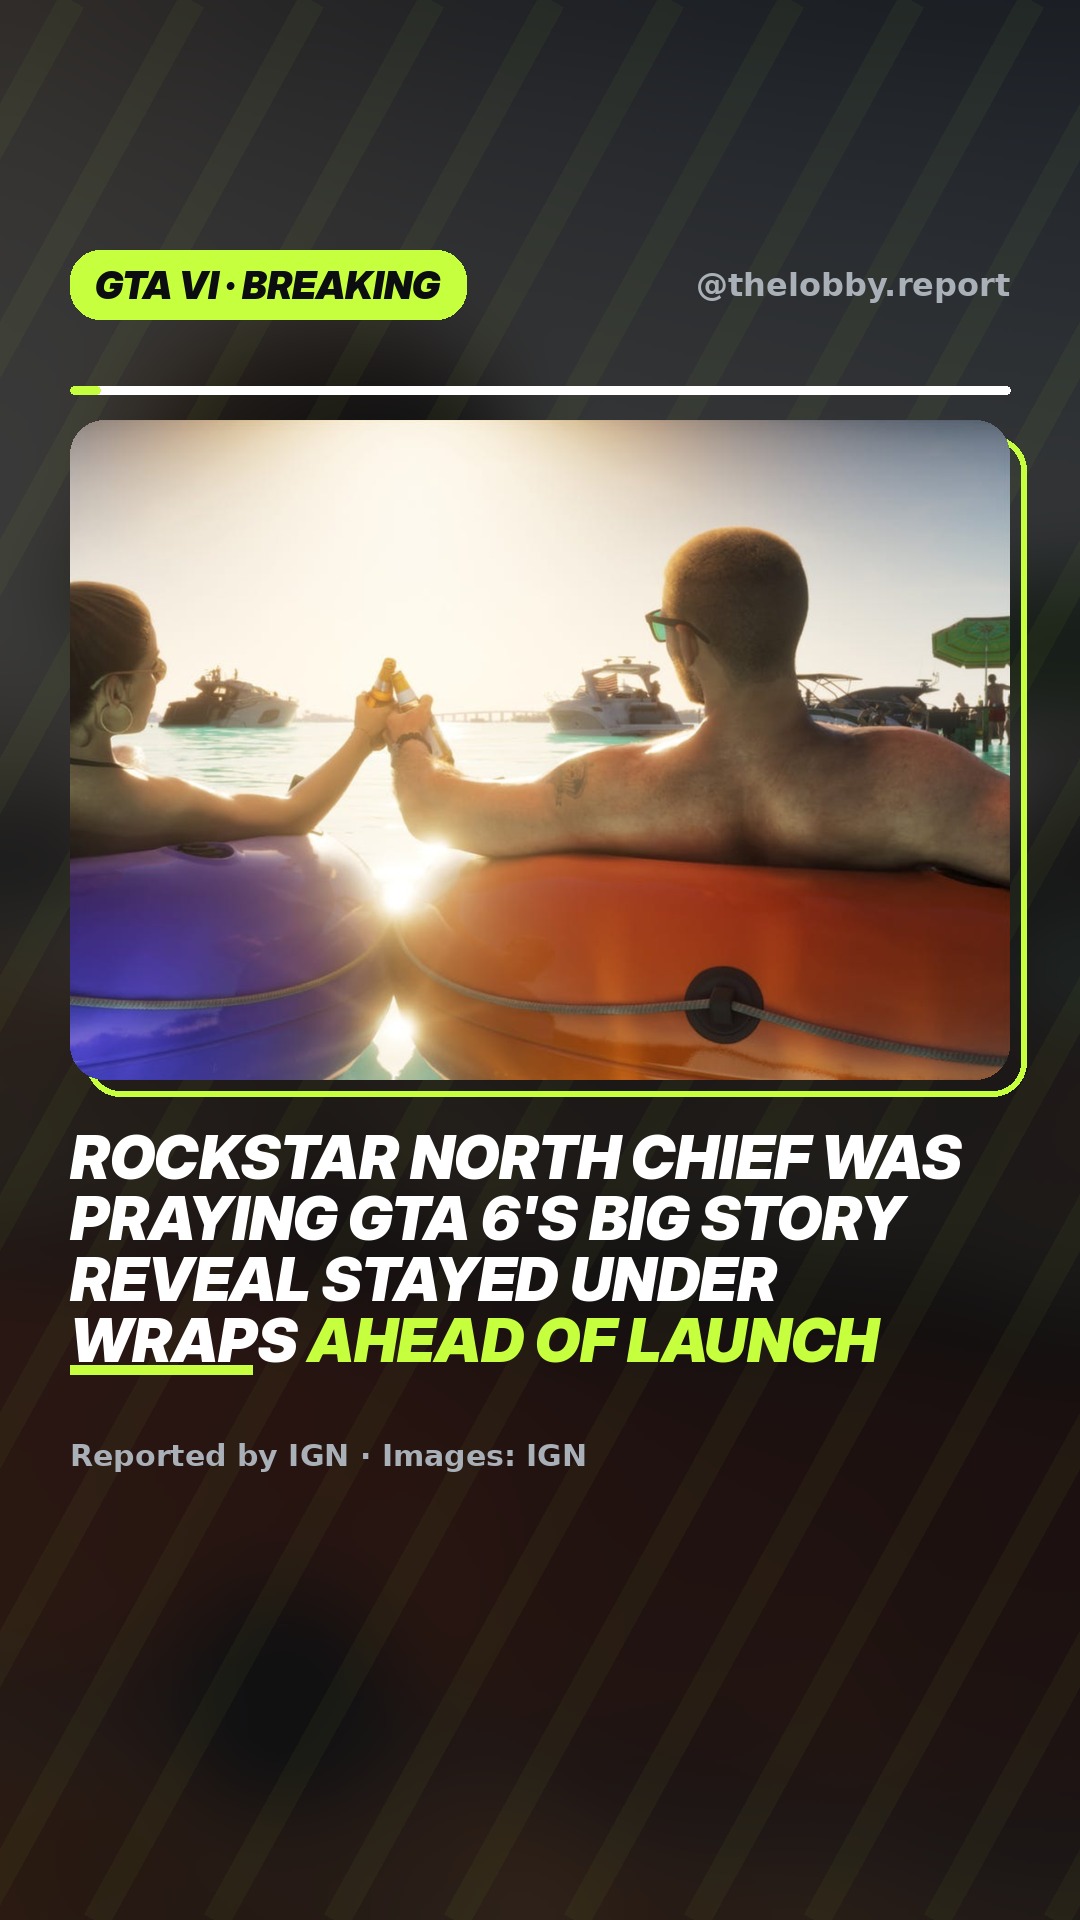 GTA VI · BREAKING
@thelobby.report
ROCKSTAR NORTH CHIEF WAS
PRAYING GTA 6'S BIG STORY
REVEAL STAYED UNDER
WRAPS AHEAD OF LAUNCH
Reported by IGN · Images: IGN